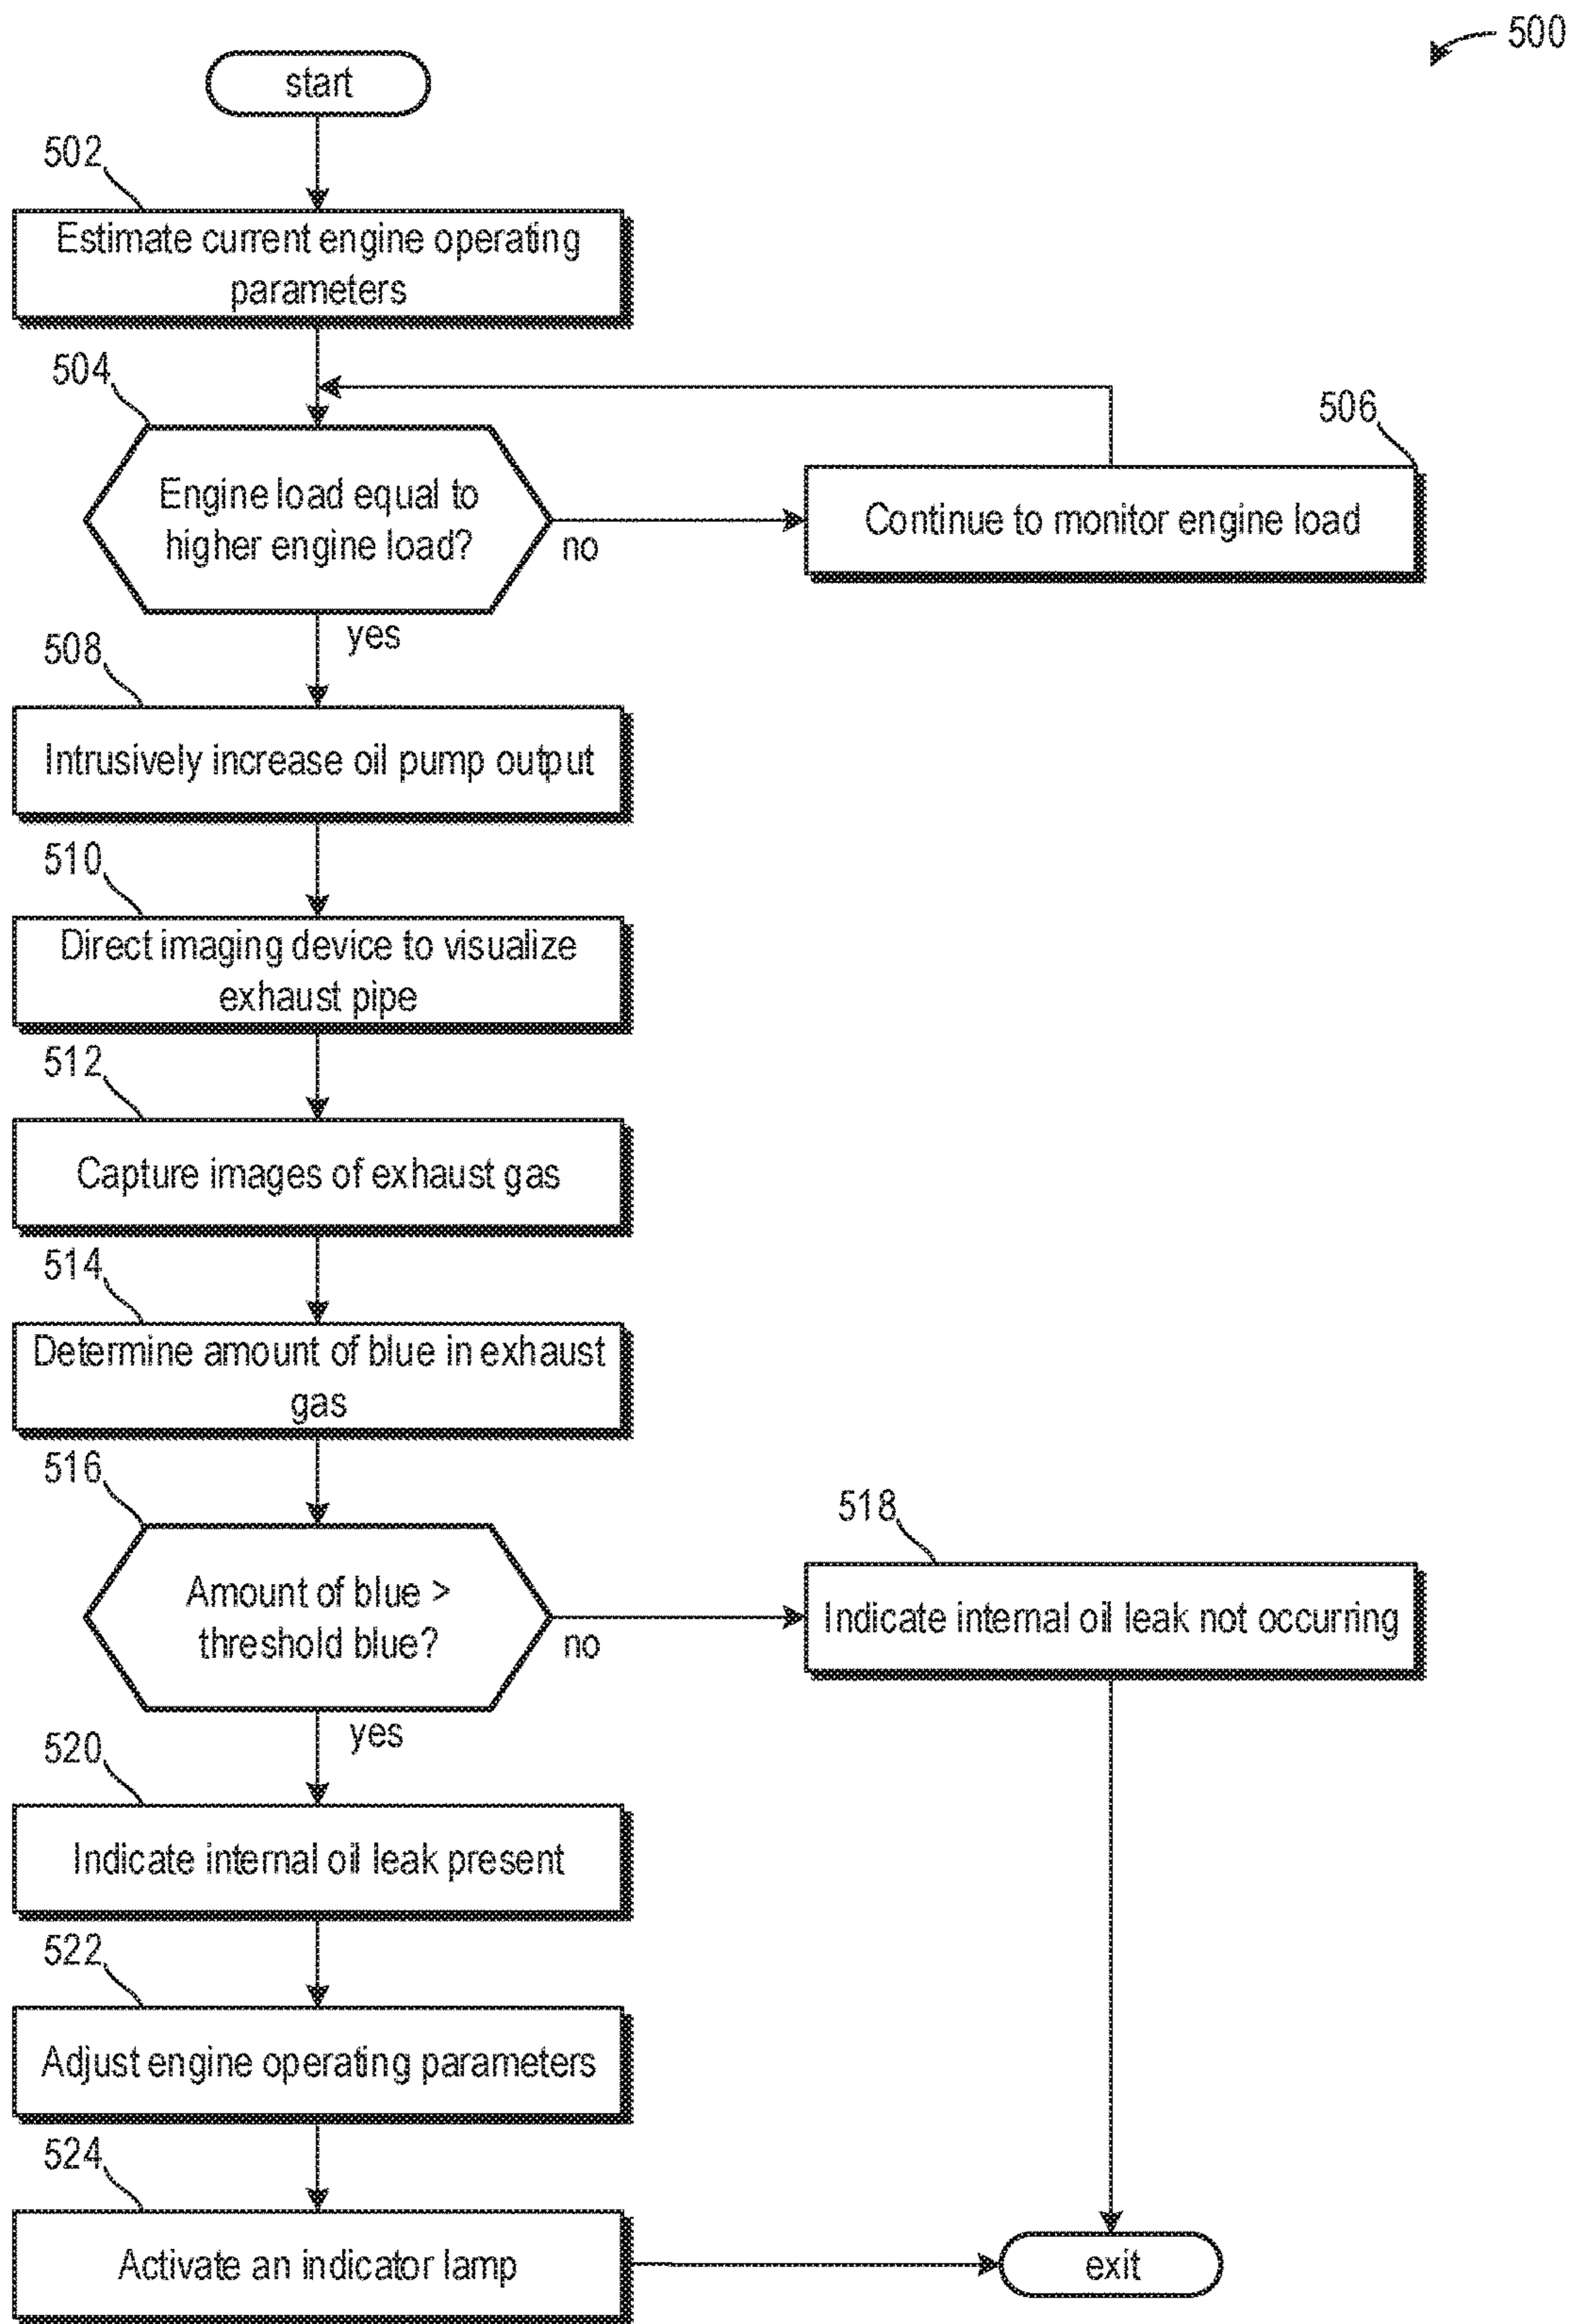 500
start
502
Estimate current engine operating
parameters
504
Engine load equal to
higher engine load?
no
506
Continue to monitor engine load
yes
508
Intrusively increase oil pump output
510
Direct imaging device to visualize
exhaust pipe
512
Capture images of exhaust gas
514
Determine amount of blue in exhaust
gas
516
Amount of blue >
threshold blue?
no
518
Indicate internal oil leak not occurring
yes
520
Indicate internal oil leak present
522
Adjust engine operating parameters
524
Activate an indicator lamp
exit